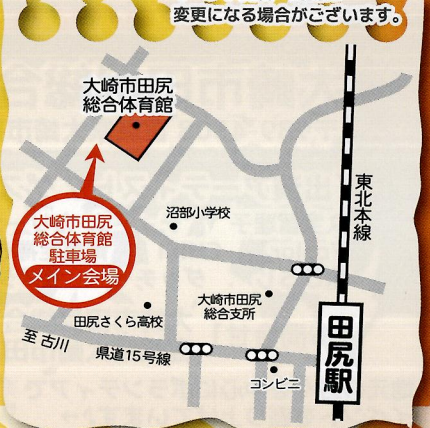 変更になる場合がございます。
大崎市田尻
総合体育館
東北本線
沼部小学校
大崎市田尻
総合体育館
駐車場
メイン会場
大崎市田尻
総合支所
田尻さくら高校
田尻駅
至 古川
県道15号線
コンビニ